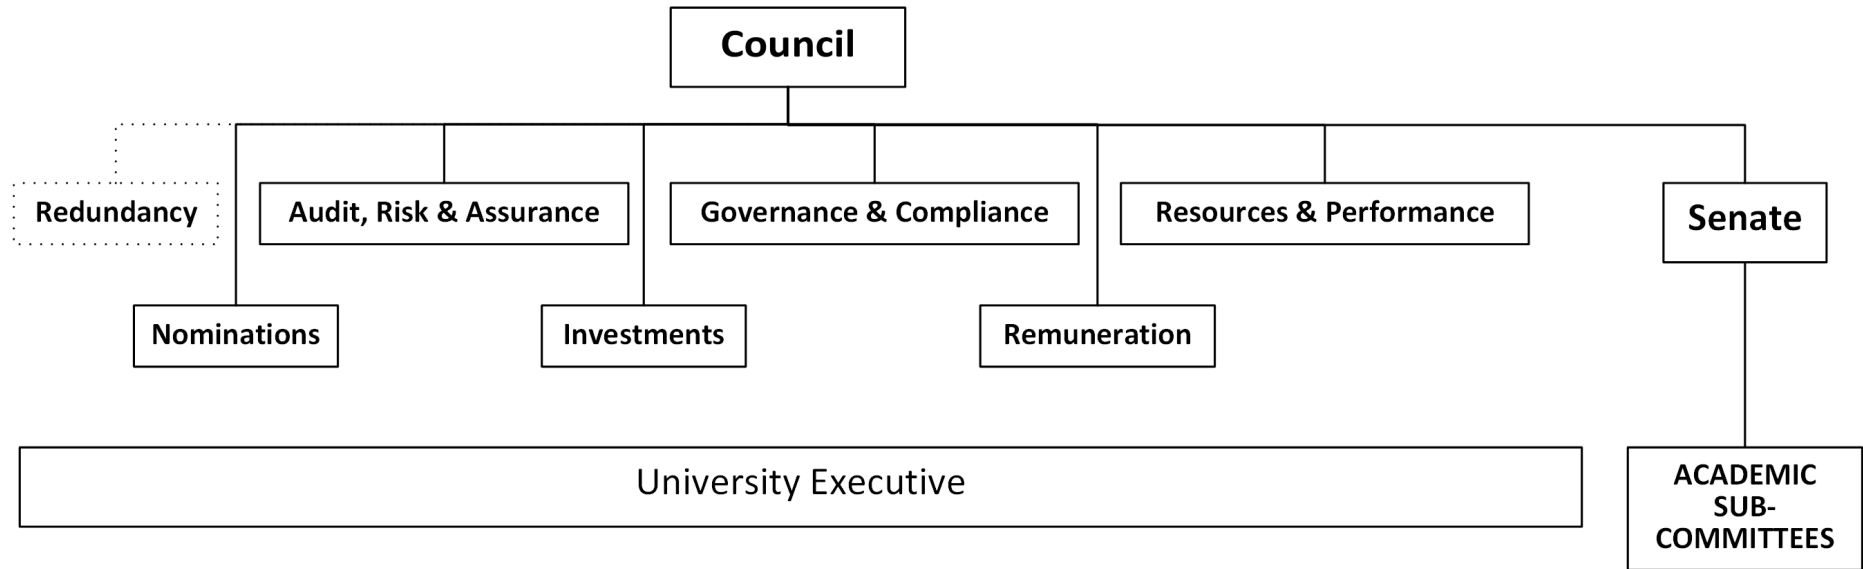 Council
Redundancy
Audit, Risk & Assurance
Governance & Compliance
Resources & Performance
Senate
Nominations
Investments
Remuneration
University Executive
ACADEMIC
SUB-
COMMITTEES